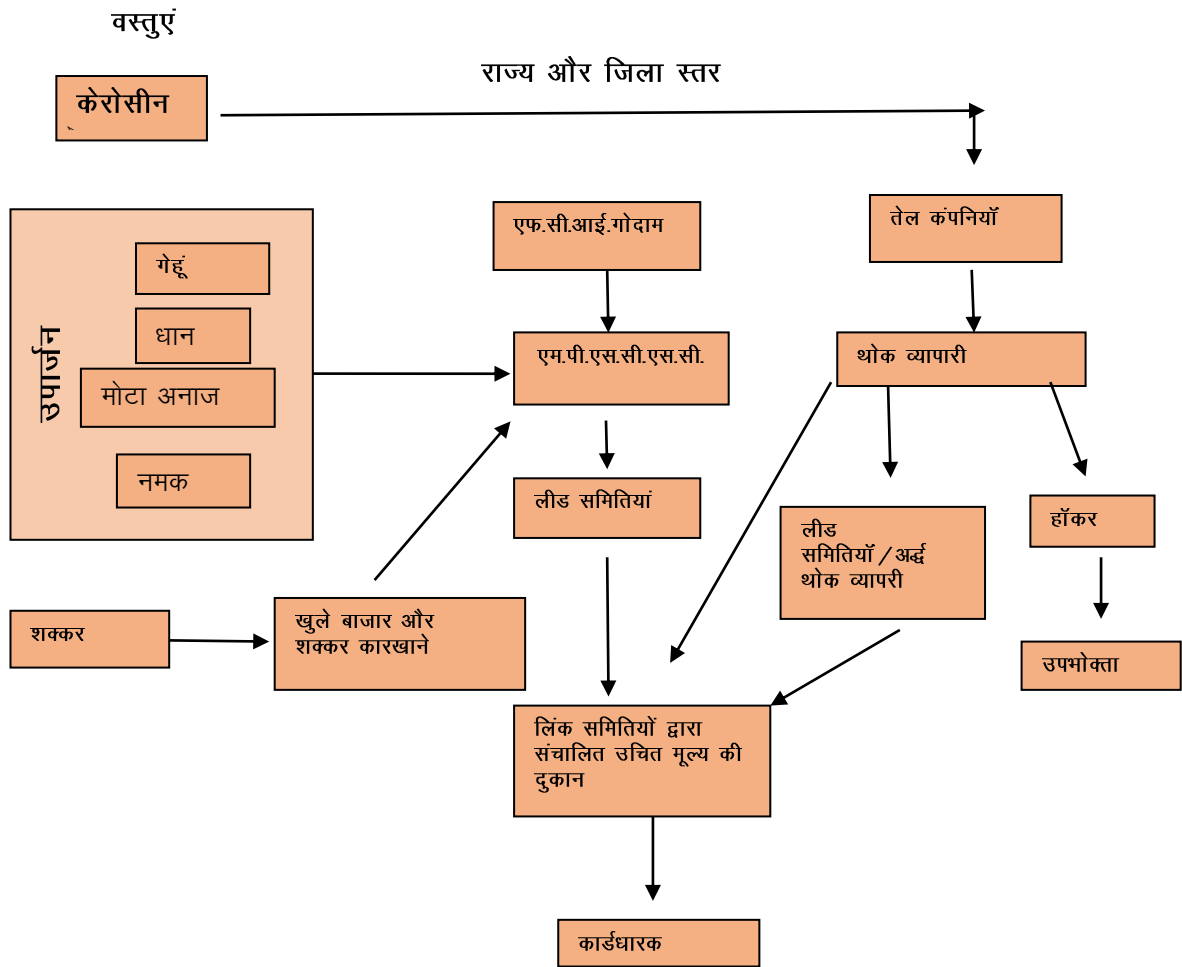 वस्तुएं
राज्य और जिला स्तर
केरोसीन
एफ.सी.आई.गोदाम
तेल कंपनियॉं
उपार्जन
गेहूं
धान
मोटा अनाज
नमक
एम.पी.एस.सी.एस.सी.
थोक व्यापारी
लीड समितियां
लीड
समितियॉं/अर्द्ध
थोक व्यापरी
हॉकर
शक्कर
खुले बाजार और
शक्कर कारखाने
उपभोक्ता
लिंक समितियों द्वारा
संचालित उचित मूल्य की
दुकान
कार्डधारक